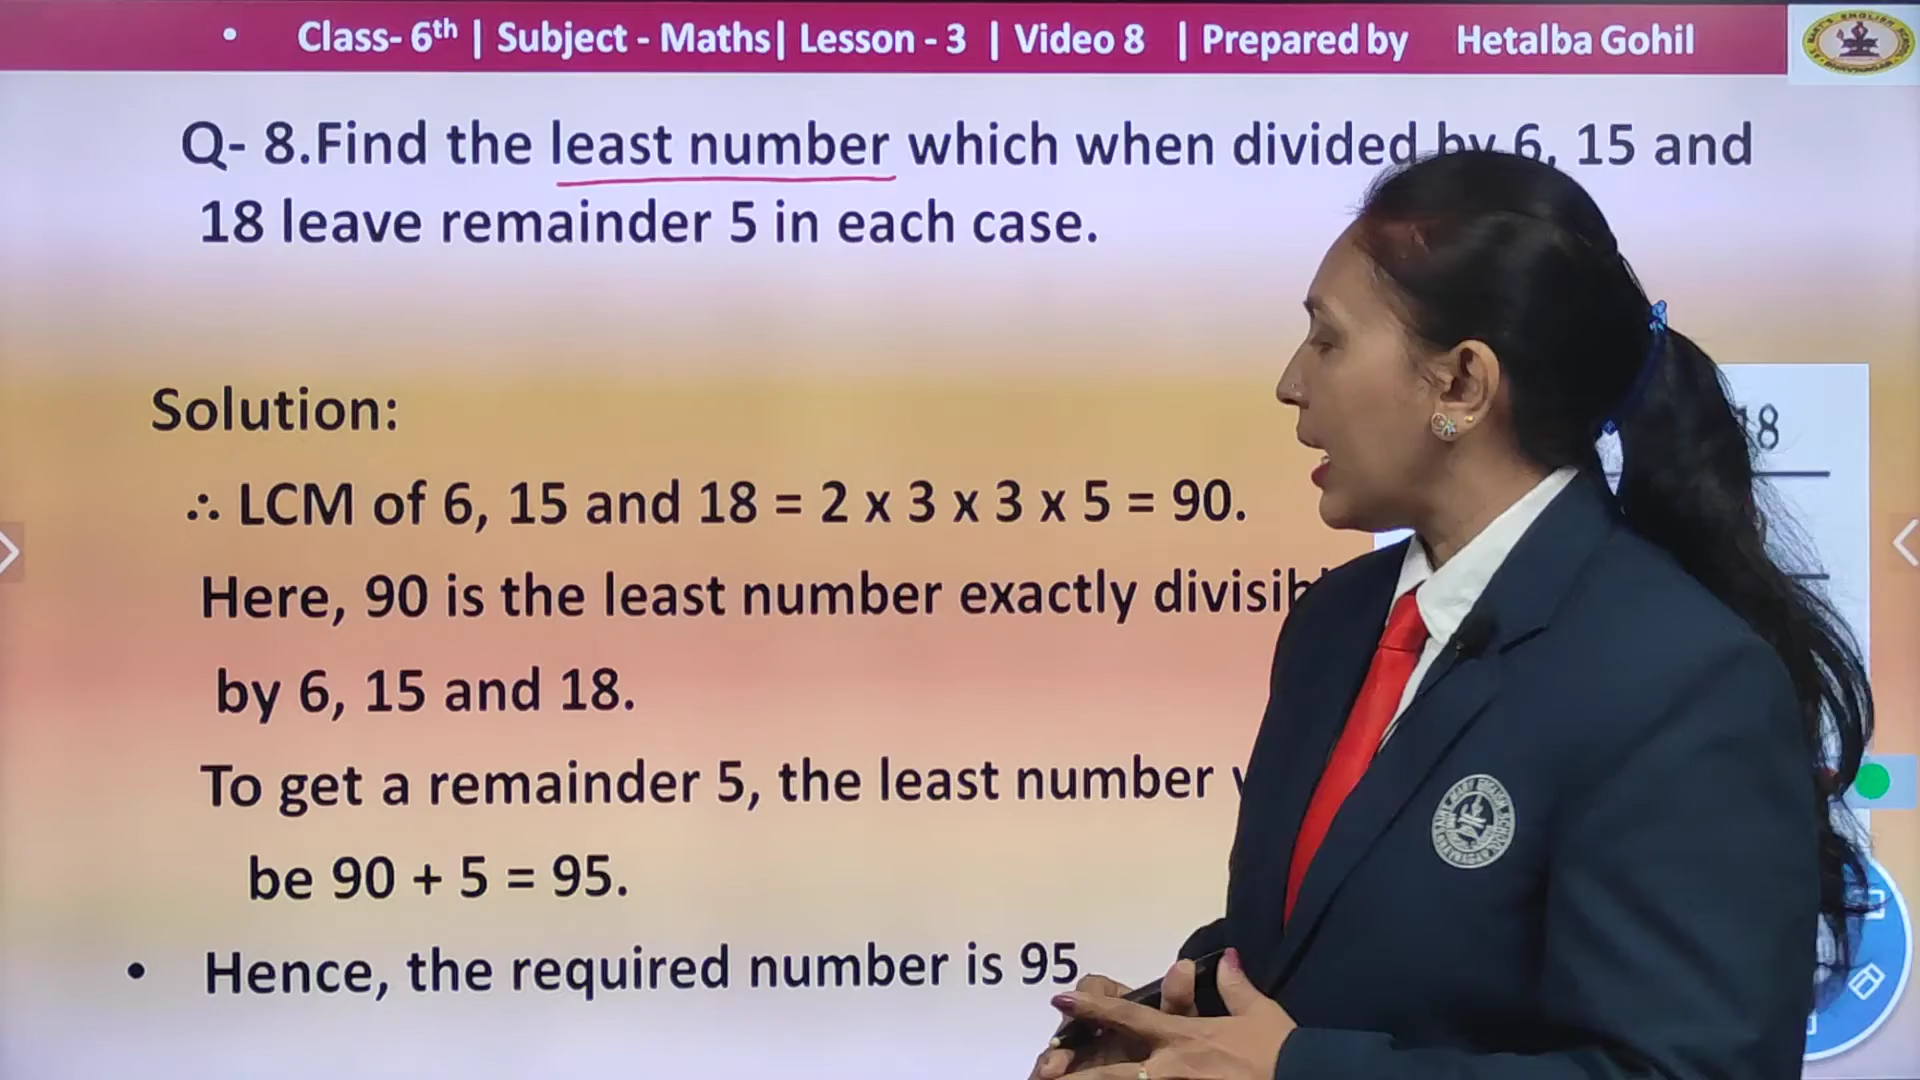 • Class- 6th | Subject - Maths| Lesson - 3 | Video 8 | Prepared by Hetalba Gohil
Q- 8.Find the least number which when divided by 6, 15 and
18 leave remainder 5 in each case.
Solution:
18
∴ LCM of 6, 15 and 18 = 2 x 3 x 3 x 5 = 90.
Here, 90 is the least number exactly
by 6, 15 and 18.
To get a remainder 5, the least number
be 90 + 5 = 95.
• Hence, the required number is 95